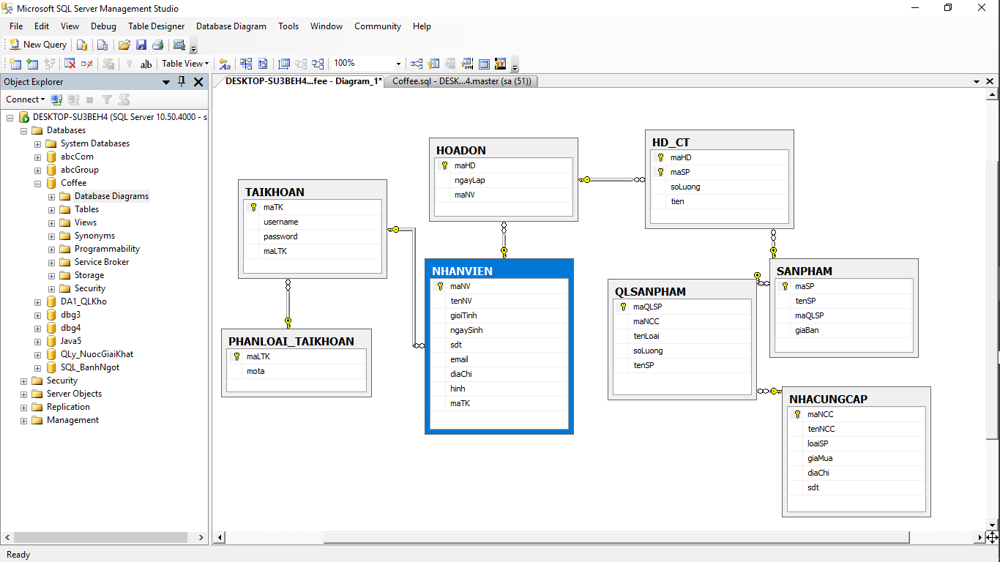 Microsoft SQL Server Management Studio
File Edit View Debug Table Designer Database Diagram Tools Window Community Help
New Query
ab Table View 100%
Object Explorer
DESKTOP-SU3BEH4...fee - Diagram_1* Coffee.sql - DESK...4.master (sa (51))
Connect
DESKTOP-SU3BEH4 (SQL Server 10.50.4000 - s
Databases
System Databases
abcCom
abcGroup
Coffee
Database Diagrams
Tables
Views
Synonyms
Programmability
Service Broker
Storage
Security
DA1_QLKho
dbg3
dbg4
Java5
QLy_NuocGiaiKhat
SQL_BanhNgot
Security
Server Objects
Replication
Management
TAIKHOAN
maTK
username
password
maLTK
PHANLOAI_TAIKHOAN
maLTK
mota
HOADON
maHD
ngayLap
maNV
NHANVIEN
maNV
tenNV
gioiTinh
ngaySinh
sdt
email
diaChi
hinh
maTK
HD_CT
maHD
maSP
soLuong
tien
QLSANPHAM
maQLSP
maNCC
tenLoai
soLuong
tenSP
SANPHAM
maSP
tenSP
maQLSP
giaBan
NHACUNGCAP
maNCC
tenNCC
loaiSP
giaMua
diaChi
sdt
Ready